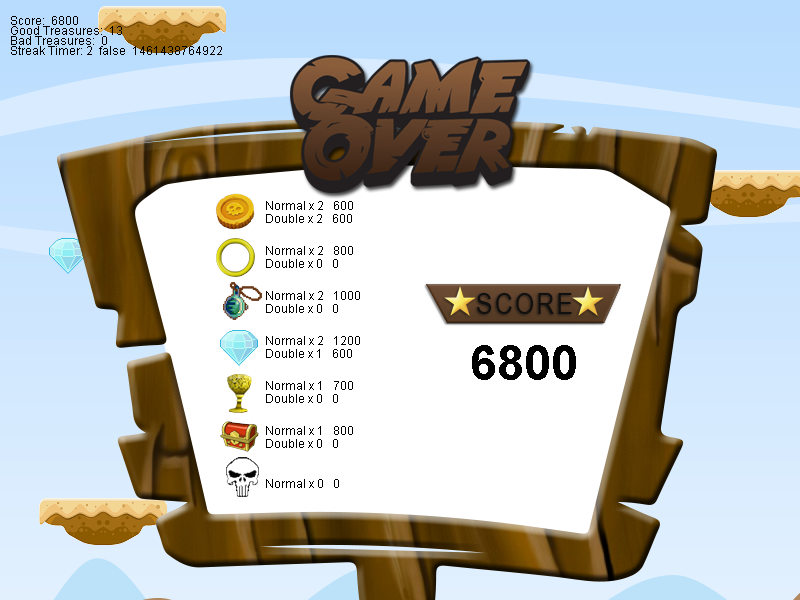 Score: 6800
Good Treasures: 13
Bad Treasures: 0
Streak Timer: 2 false 1461438764922
GAME
OVER
Normal x 2 600
Double x 2 600
Normal x 2 800
Double x 0 0
Normal x 2 1000
Double x 0 0
Normal x 2 1200
Double x 1 600
Normal x 1 700
Double x 0 0
Normal x 1 800
Double x 0 0
Normal x 0 0
SCORE
6800